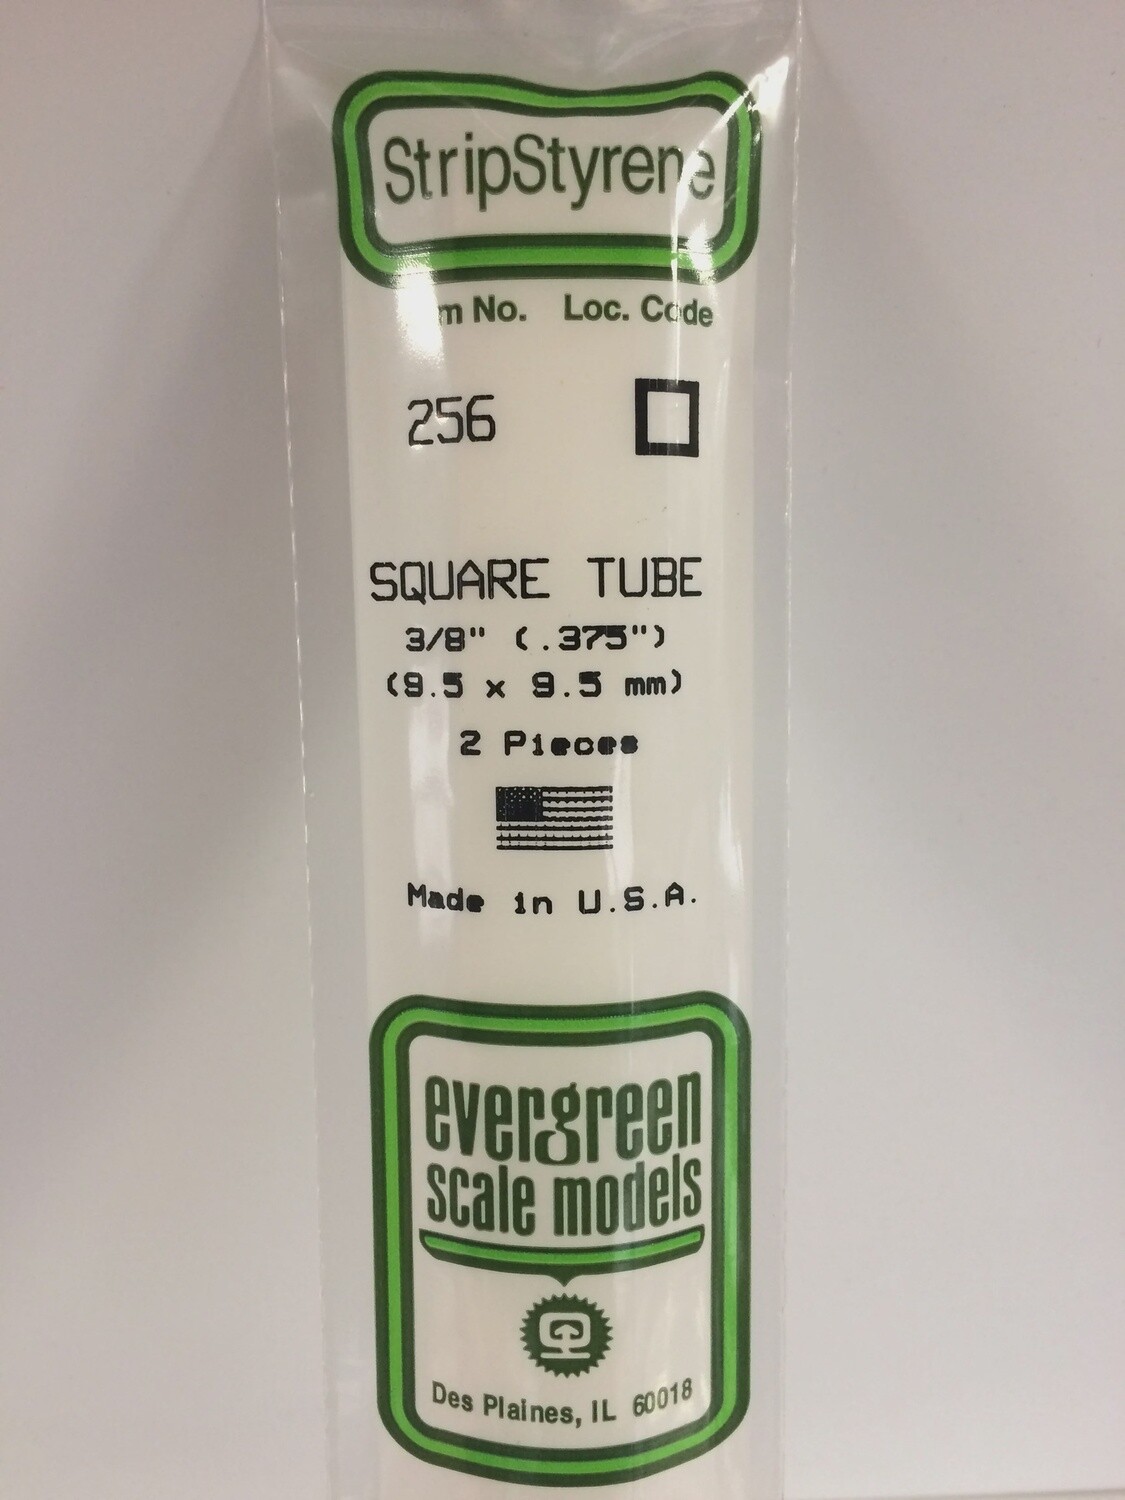 StripStyrene
m No. Loc. Code
256
SQUARE TUBE
3/8" (.375")
(9.5 x 9.5 mm)
2 Pieces
Made in U.S.A.
evergreen
scale models
Des Plaines, IL 60018